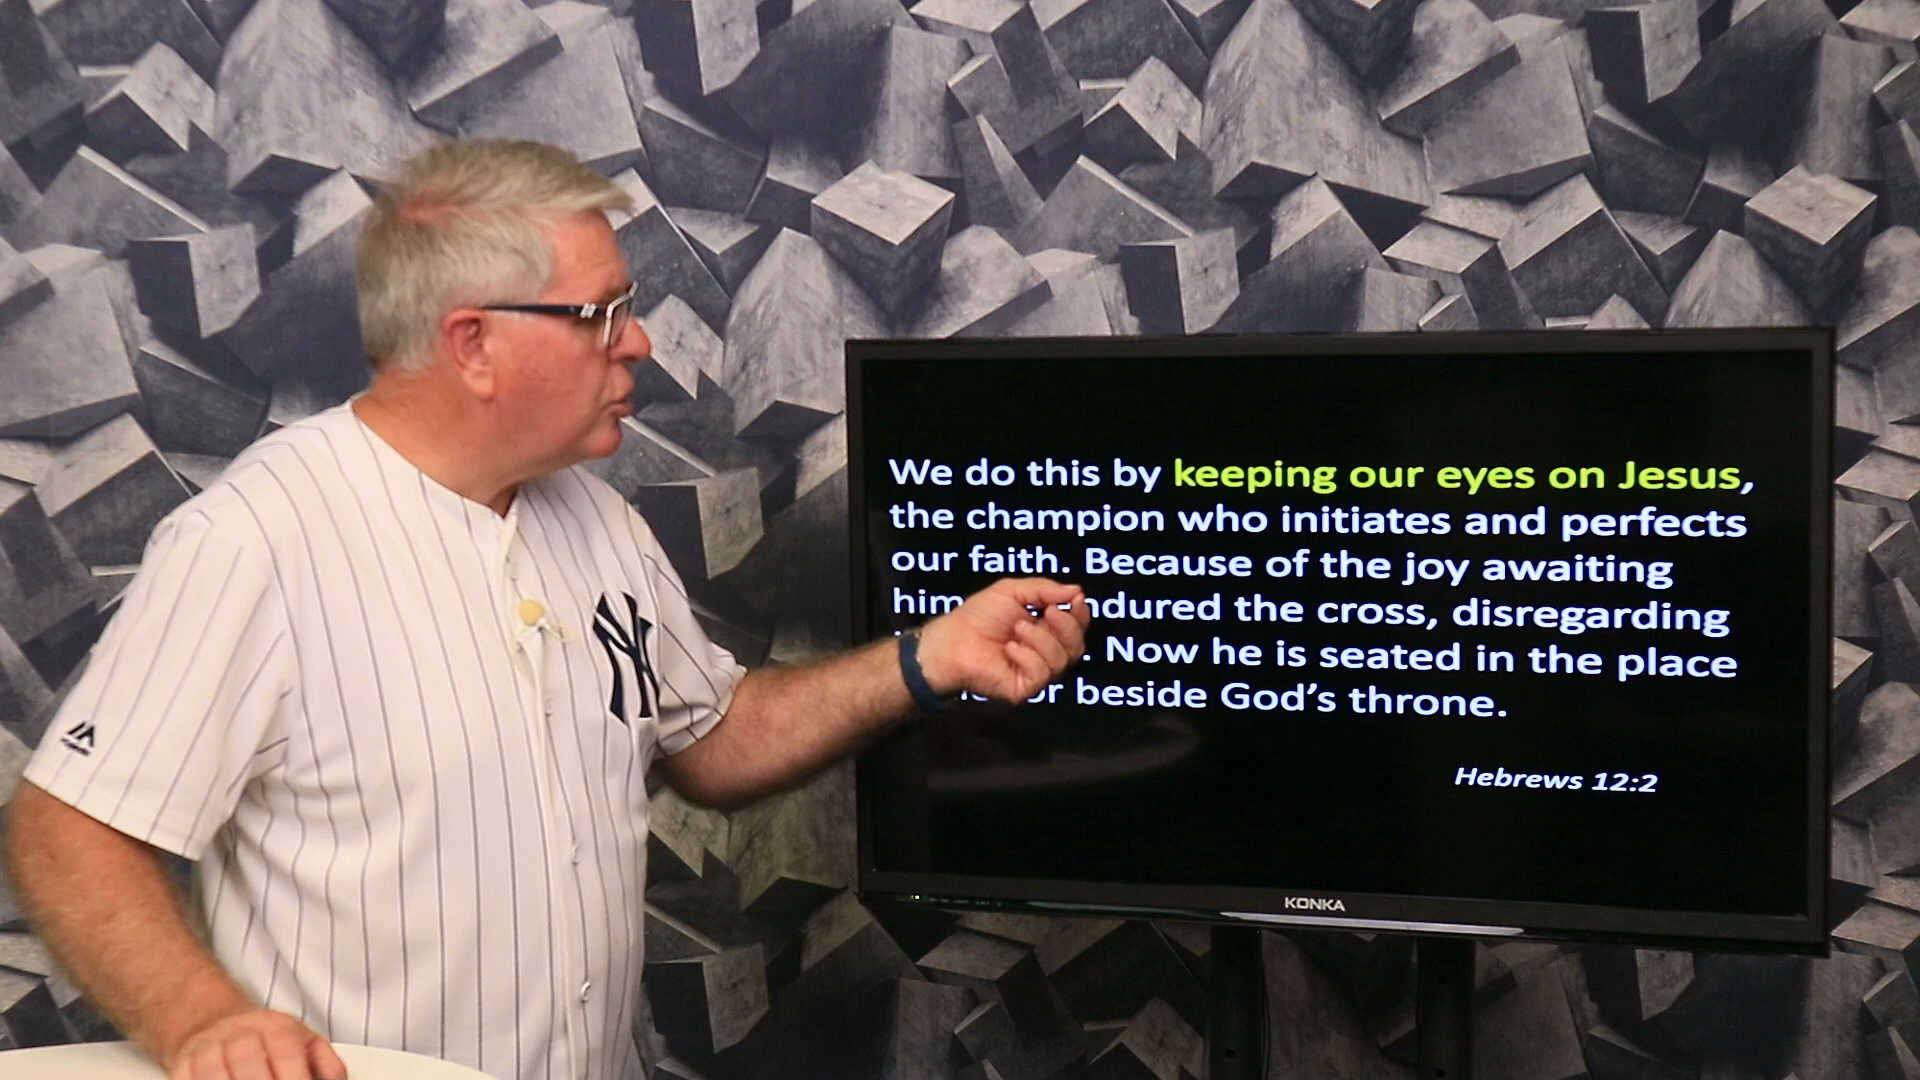 We do this by keeping our eyes on Jesus,
the champion who initiates and perfects
our faith. Because of the joy awaiting
him endured the cross, disregarding
. Now he is seated in the place
beside God's throne.
Hebrews 12:2
KONKA
NY